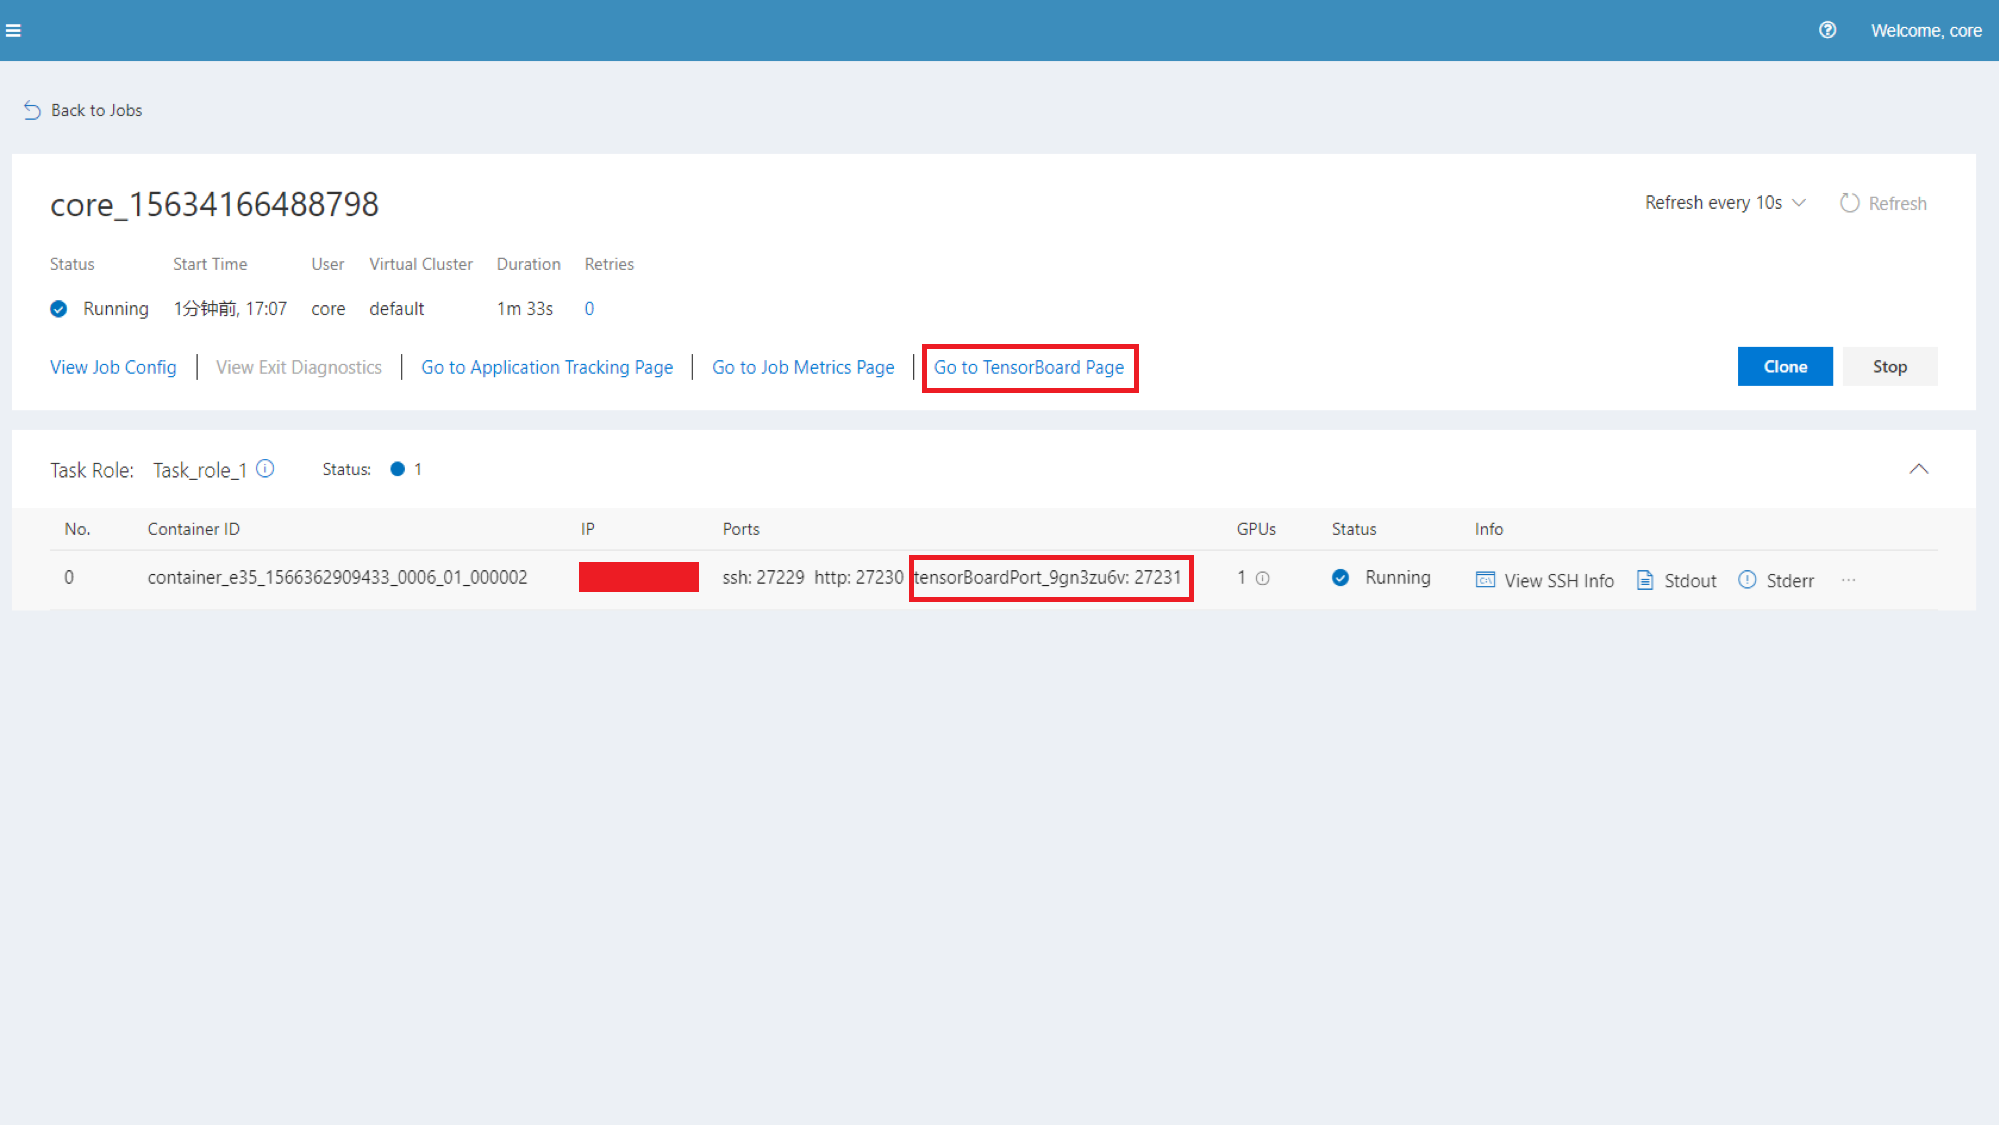 Welcome, core
Back to Jobs
core_15634166488798
Refresh every 10s Refresh
Status Start Time User Virtual Cluster Duration Retries
Running 1分钟前, 17:07 core default 1m 33s 0
View Job Config View Exit Diagnostics Go to Application Tracking Page Go to Job Metrics Page Go to TensorBoard Page Clone Stop
Task Role: Task_role_1 Status: 1
No. Container ID IP Ports GPUs Status Info
0 container_e35_1566362909433_0006_01_000002 ssh: 27229 http: 27230 tensorBoardPort_9gn3zu6v: 27231 1 Running View SSH Info Stdout Stderr ...